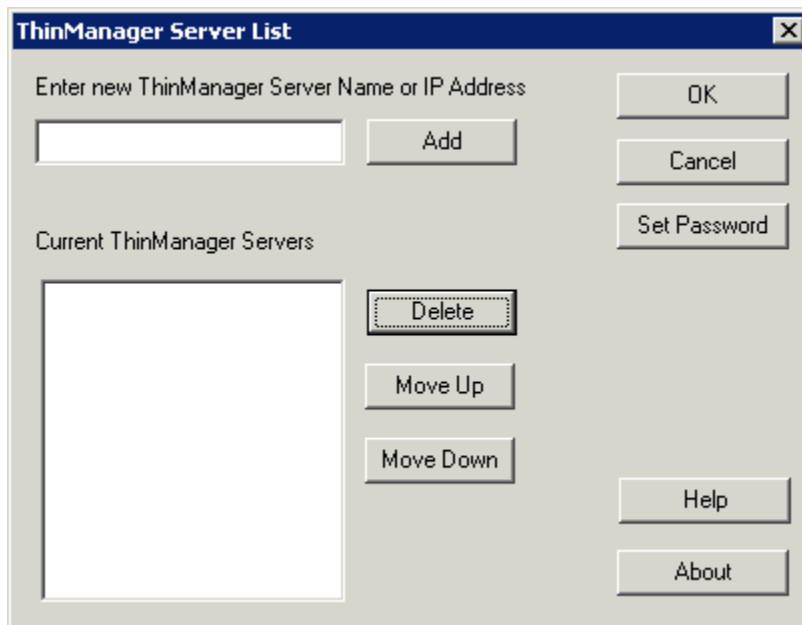 ThinManager Server List
Enter new ThinManager Server Name or IP Address
OK
Add
Cancel
Set Password
Current ThinManager Servers
Delete
Move Up
Move Down
Help
About